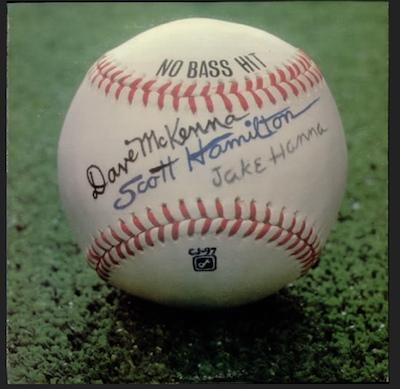 NO BASS HIT
Dave McKenna
Scott Hamilton
Jake Hanna
CJ-97